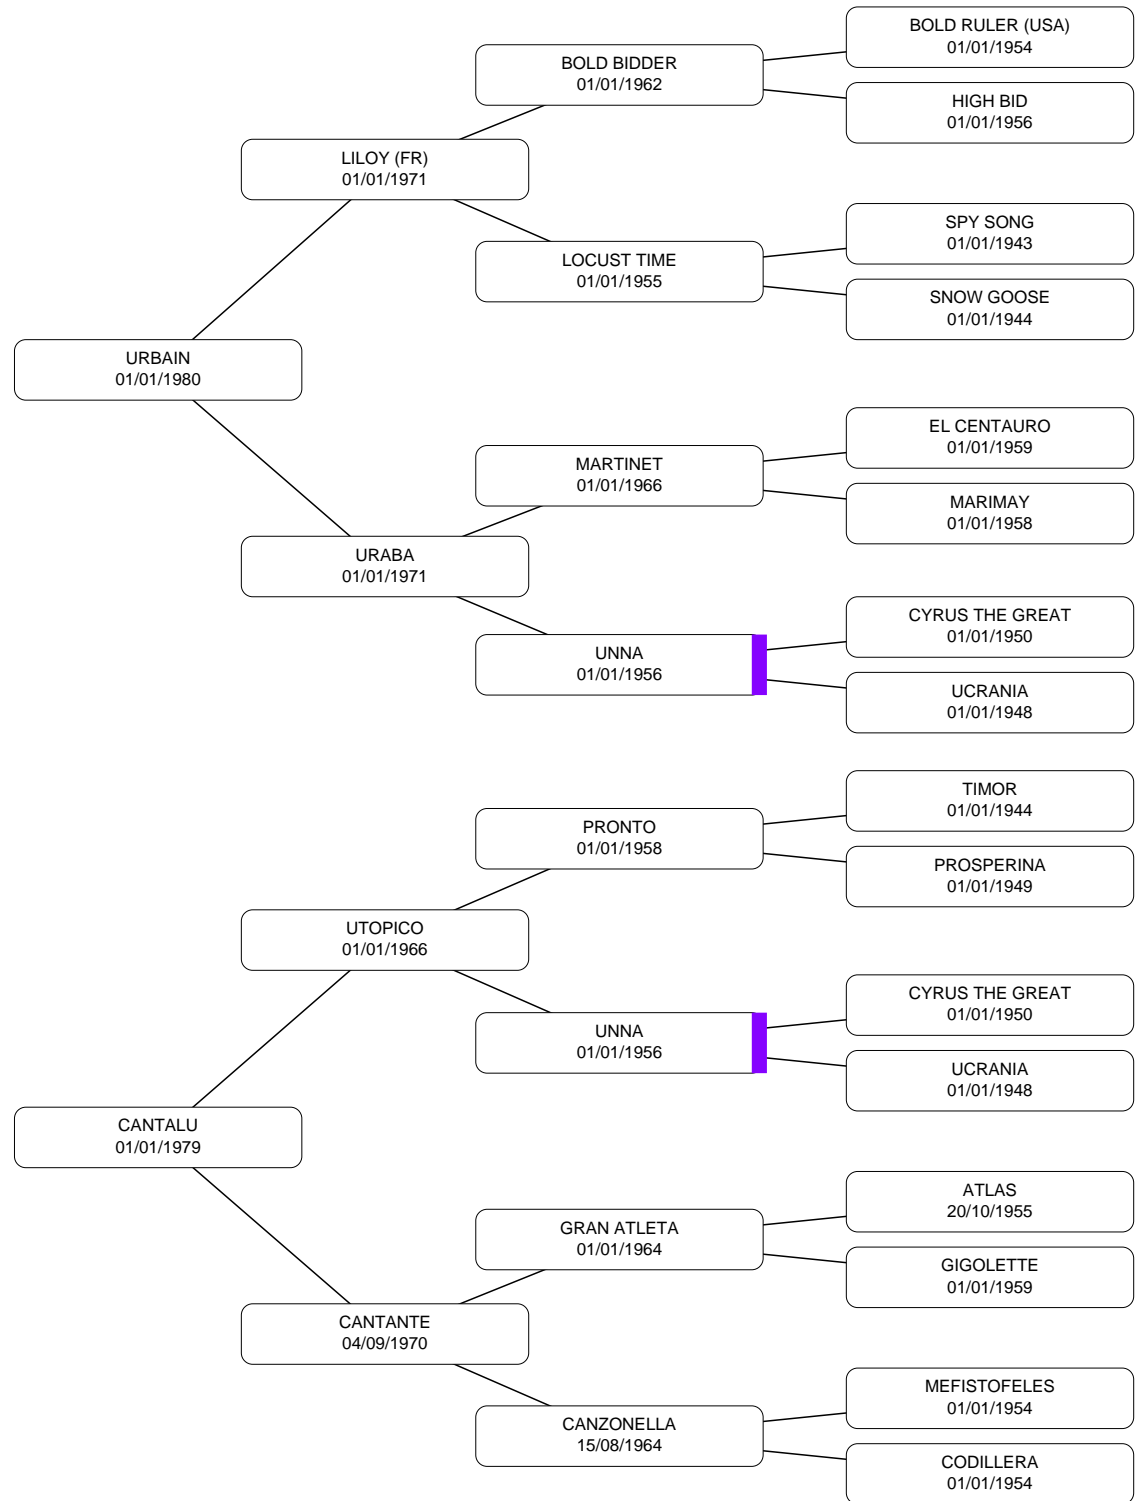 BOLD RULER (USA)
01/01/1954
BOLD BIDDER
01/01/1962
HIGH BID
01/01/1956
LILOY (FR)
01/01/1971
SPY SONG
01/01/1943
LOCUST TIME
01/01/1955
SNOW GOOSE
01/01/1944
URBAIN
01/01/1980
EL CENTAURO
01/01/1959
MARTINET
01/01/1966
MARIMAY
01/01/1958
URABA
01/01/1971
CYRUS THE GREAT
01/01/1950
UNNA
01/01/1956
UCRANIA
01/01/1948
TIMOR
01/01/1944
PRONTO
01/01/1958
PROSPERINA
01/01/1949
UTOPICO
01/01/1966
CYRUS THE GREAT
01/01/1950
UNNA
01/01/1956
UCRANIA
01/01/1948
CANTALU
01/01/1979
ATLAS
20/10/1955
GRAN ATLETA
01/01/1964
GIGOLETTE
01/01/1959
CANTANTE
04/09/1970
MEFISTOFELES
01/01/1954
CANZONELLA
15/08/1964
CODILLERA
01/01/1954